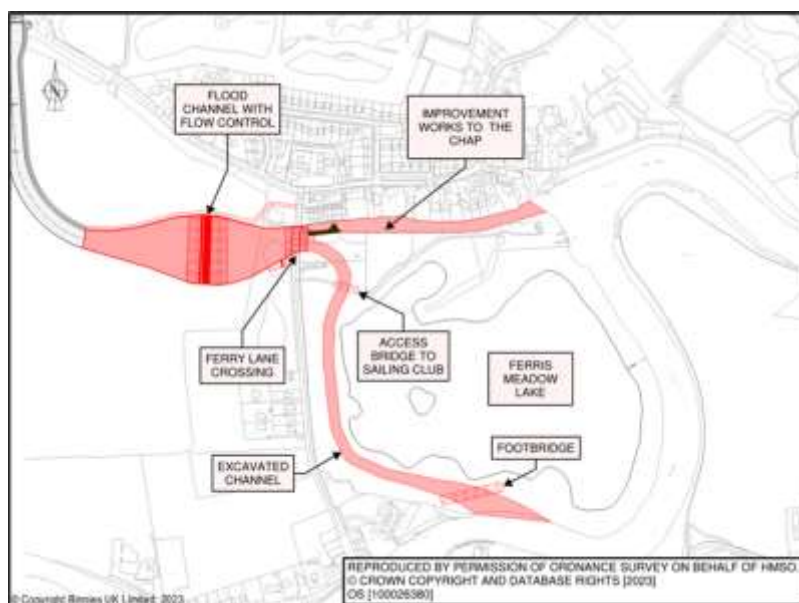 N
FLOOD
CHANNEL WITH
FLOW CONTROL
IMPROVEMENT
WORKS TO THE
CHAP
FERRY LANE
CROSSING
ACCESS
BRIDGE TO
SAILING CLUB
FERRIS
MEADOW
LAKE
FOOTBRIDGE
EXCAVATED
CHANNEL
REPRODUCED BY PERMISSION OF ORDNANCE SURVEY ON BEHALF OF HMSO.
© CROWN COPYRIGHT AND DATABASE RIGHTS [2023]
OS [100026380]
© Copyright Binnies UK Limited, 2023